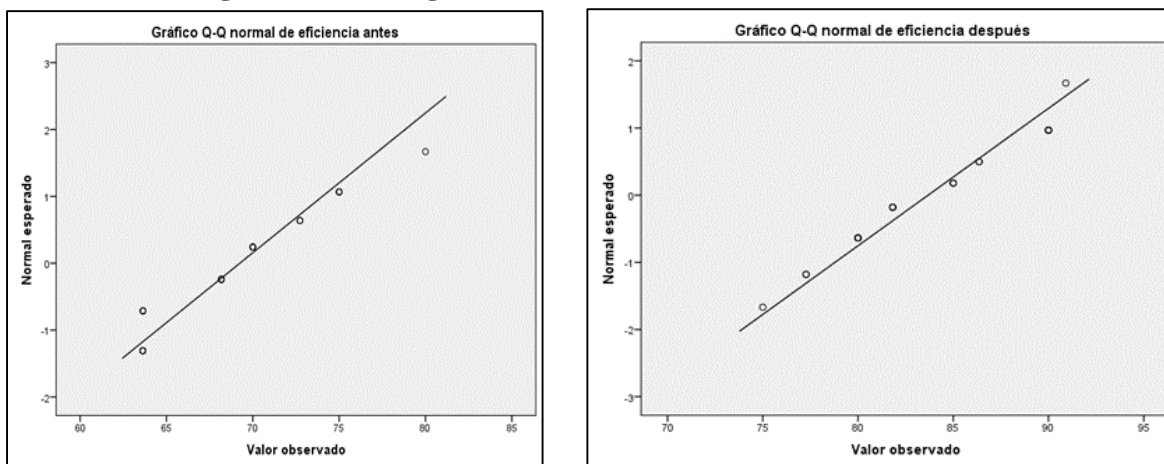 Gráfico Q-Q normal de eficiencia antes
Normal esperado
3
2
1
0
-1
-2
60 65 70 75 80 85
Valor observado
Gráfico Q-Q normal de eficiencia después
Normal esperado
2
1
0
-1
-2
-3
70 75 80 85 90 95
Valor observado